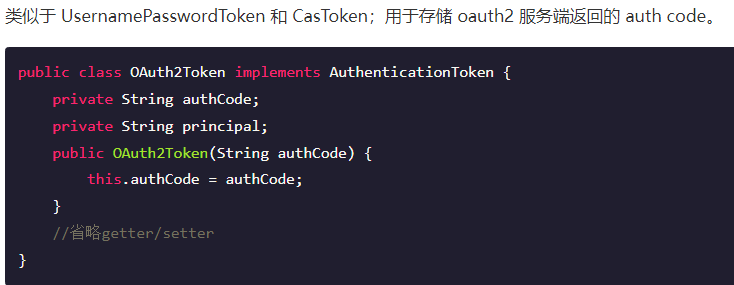 类似于 UsernamePasswordToken 和 CasToken；用于存储 oauth2 服务端返回的 auth code。
public class OAuth2Token implements AuthenticationToken {
    private String authCode;
    private String principal;
    public OAuth2Token(String authCode) {
        this.authCode = authCode;
    }
    //省略getter/setter
}